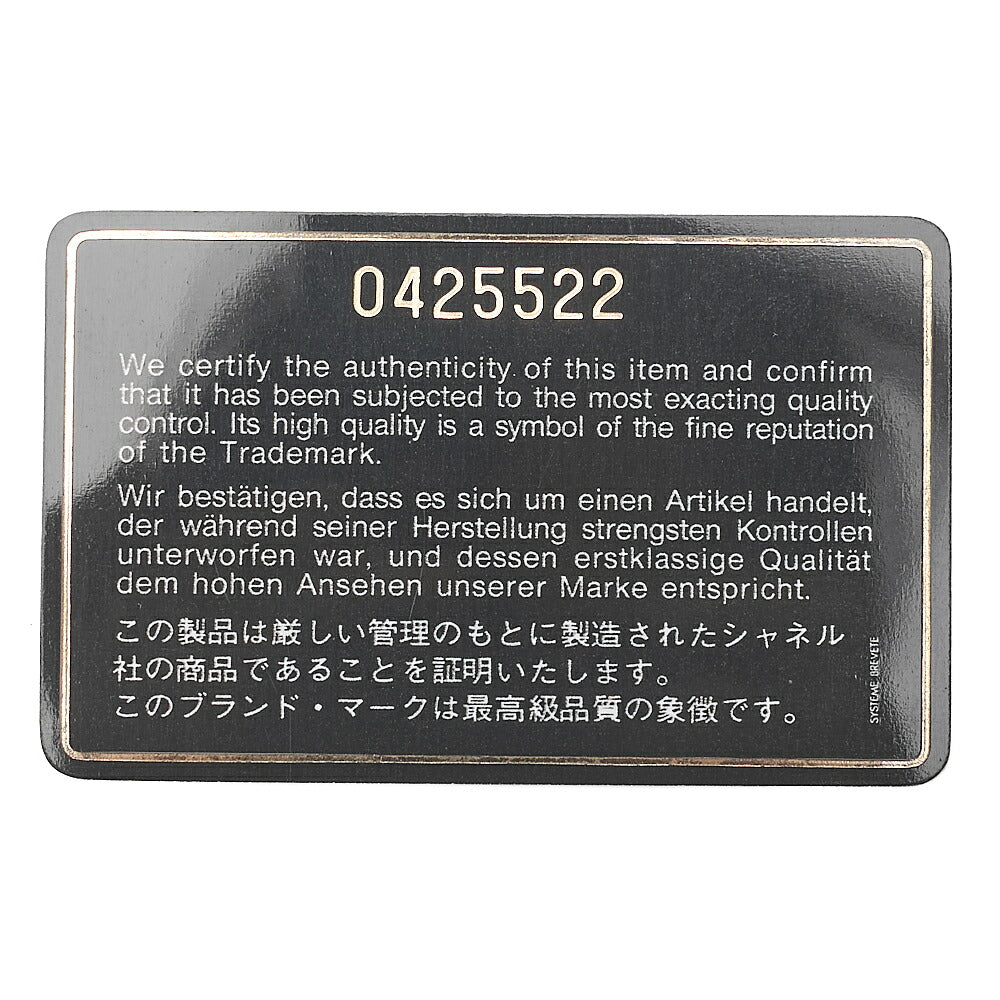 0425522
We certify the authenticity of this item and confirm
that it has been subjected to the most exacting quality
control. Its high quality is a symbol of the fine reputation
of the Trademark.
Wir bestätigen, dass es sich um einen Artikel handelt,
der während seiner Herstellung strengsten Kontrollen
unterworfen war, und dessen erstklassige Qualität
dem hohen Ansehen unserer Marke entspricht.
この製品は厳しい管理のもとに製造されたシャネル
社の商品であることを証明いたします。
このブランド・マークは最高級品質の象徴です。
SYSTEME BREVETE